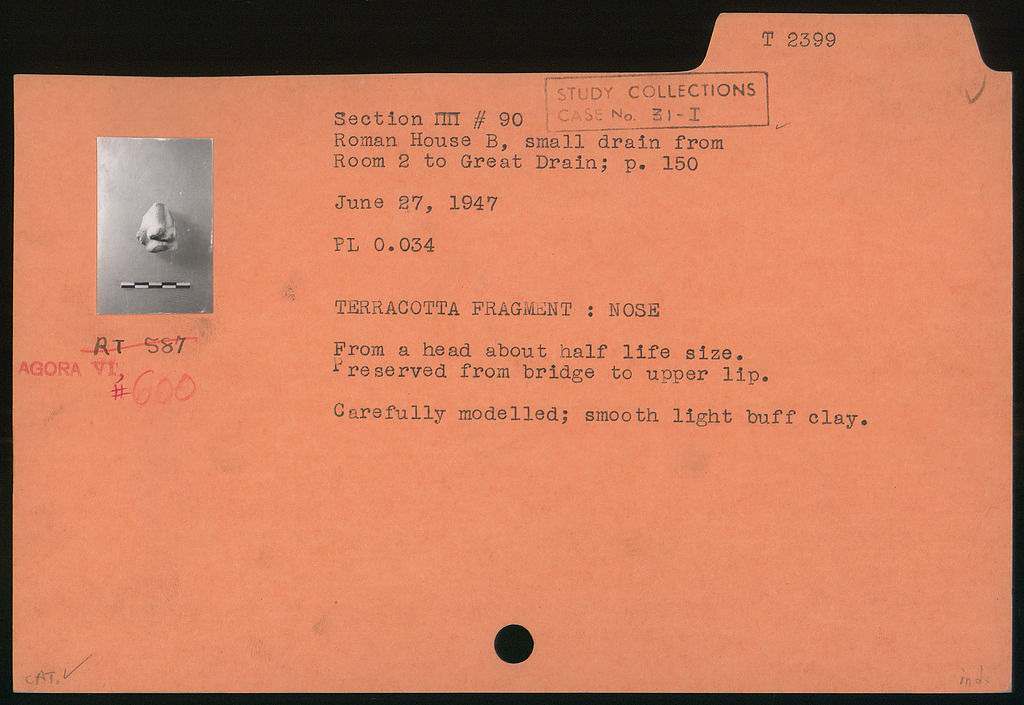 T 2399
STUDY COLLECTIONS
CASE No. 31-I
Section ΠΠ # 90
Roman House B, small drain from
Room 2 to Great Drain; p. 150
June 27, 1947
PL 0.034
TERRACOTTA FRAGMENT : NOSE
From a head about half life size.
Preserved from bridge to upper lip.
Carefully modelled; smooth light buff clay.
RT 587
AGORA VI,
#600
CAT. ✓
ind.